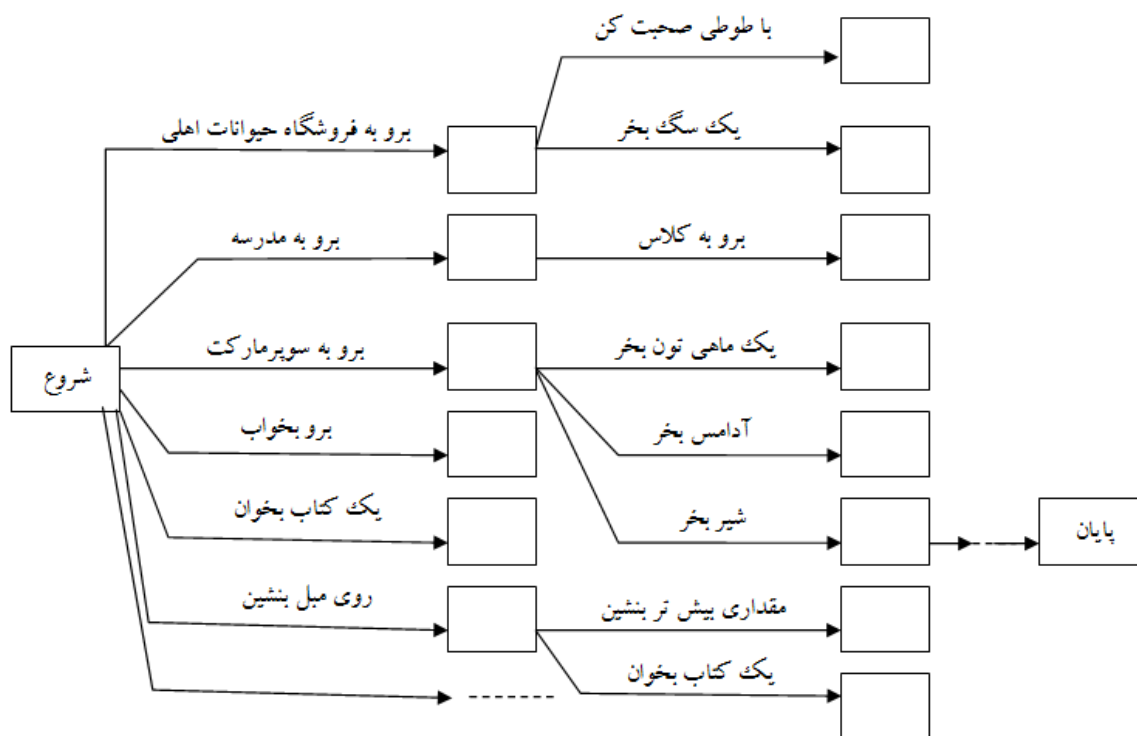 با طوطی صحبت کن
برو به فروشگاه حیوانات اهلی
یک سگ بخر
برو به مدرسه
برو به کلاس
شروع
برو به سوپرمارکت
یک ماهی تون بخر
برو بخواب
آدامس بخر
یک کتاب بخوان
شیر بخر
پایان
روی مبل بنشین
مقداری بیش تر بنشین
یک کتاب بخوان